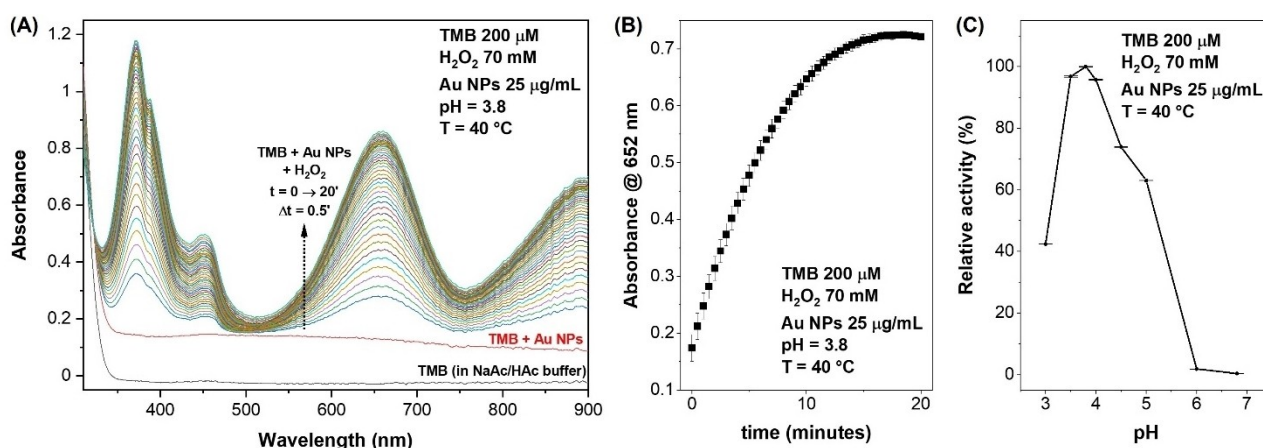 (A)
TMB 200 µM
H₂O₂ 70 mM
Au NPs 25 µg/mL
pH = 3.8
T = 40 °C
TMB + Au NPs
+ H₂O₂
t = 0 → 20'
Δt = 0.5'
TMB + Au NPs
TMB (in NaAc/HAc buffer)
1.2
1
0.8
0.6
0.4
0.2
0
Absorbance
400
500
600
700
800
900
Wavelength (nm)
(B)
0.7
0.6
0.5
0.4
0.3
0.2
0.1
Absorbance @ 652 nm
TMB 200 µM
H₂O₂ 70 mM
Au NPs 25 µg/mL
pH = 3.8
T = 40 °C
0
10
20
time (minutes)
(C)
TMB 200 µM
H₂O₂ 70 mM
Au NPs 25 µg/mL
T = 40 °C
100
80
60
40
20
0
Relative activity (%)
3
4
5
6
7
pH